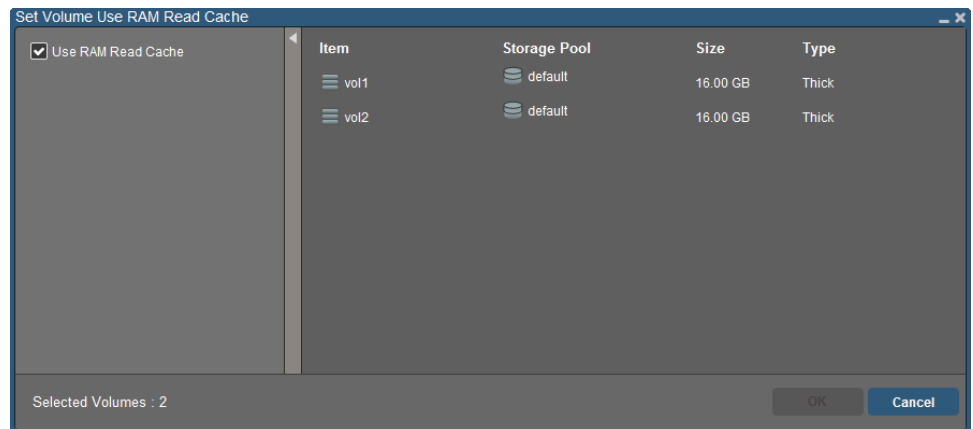 Set Volume Use RAM Read Cache
Use RAM Read Cache
Item Storage Pool Size Type
vol1 default 16.00 GB Thick
vol2 default 16.00 GB Thick
Selected Volumes : 2
OK Cancel